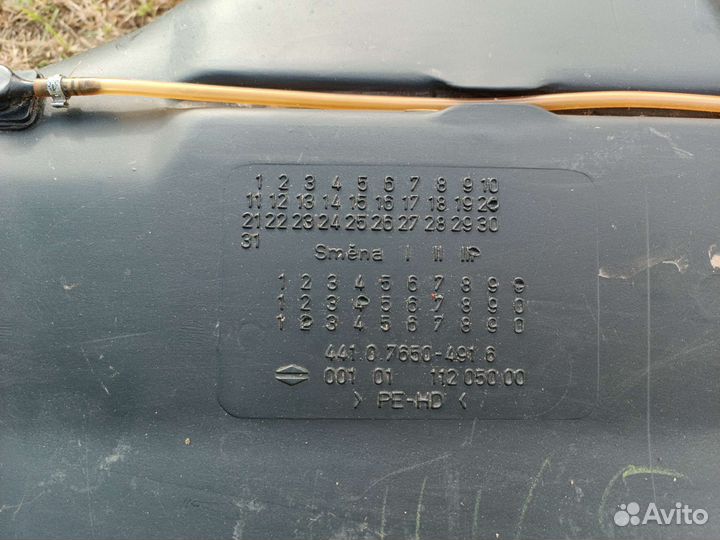 1 2 3 4 5 6 7 8 9 10
11 12 13 14 15 16 17 18 19 20
21 22 23 24 25 26 27 28 29 30
31
Směna I II III
1 2 3 4 5 6 7 8 9 9
1 2 3 4 5 6 7 8 9 0
1 2 3 4 5 6 7 8 9 0
441.0.7650-491.6
001 01 112 050 00
> PE-HD <
Avito